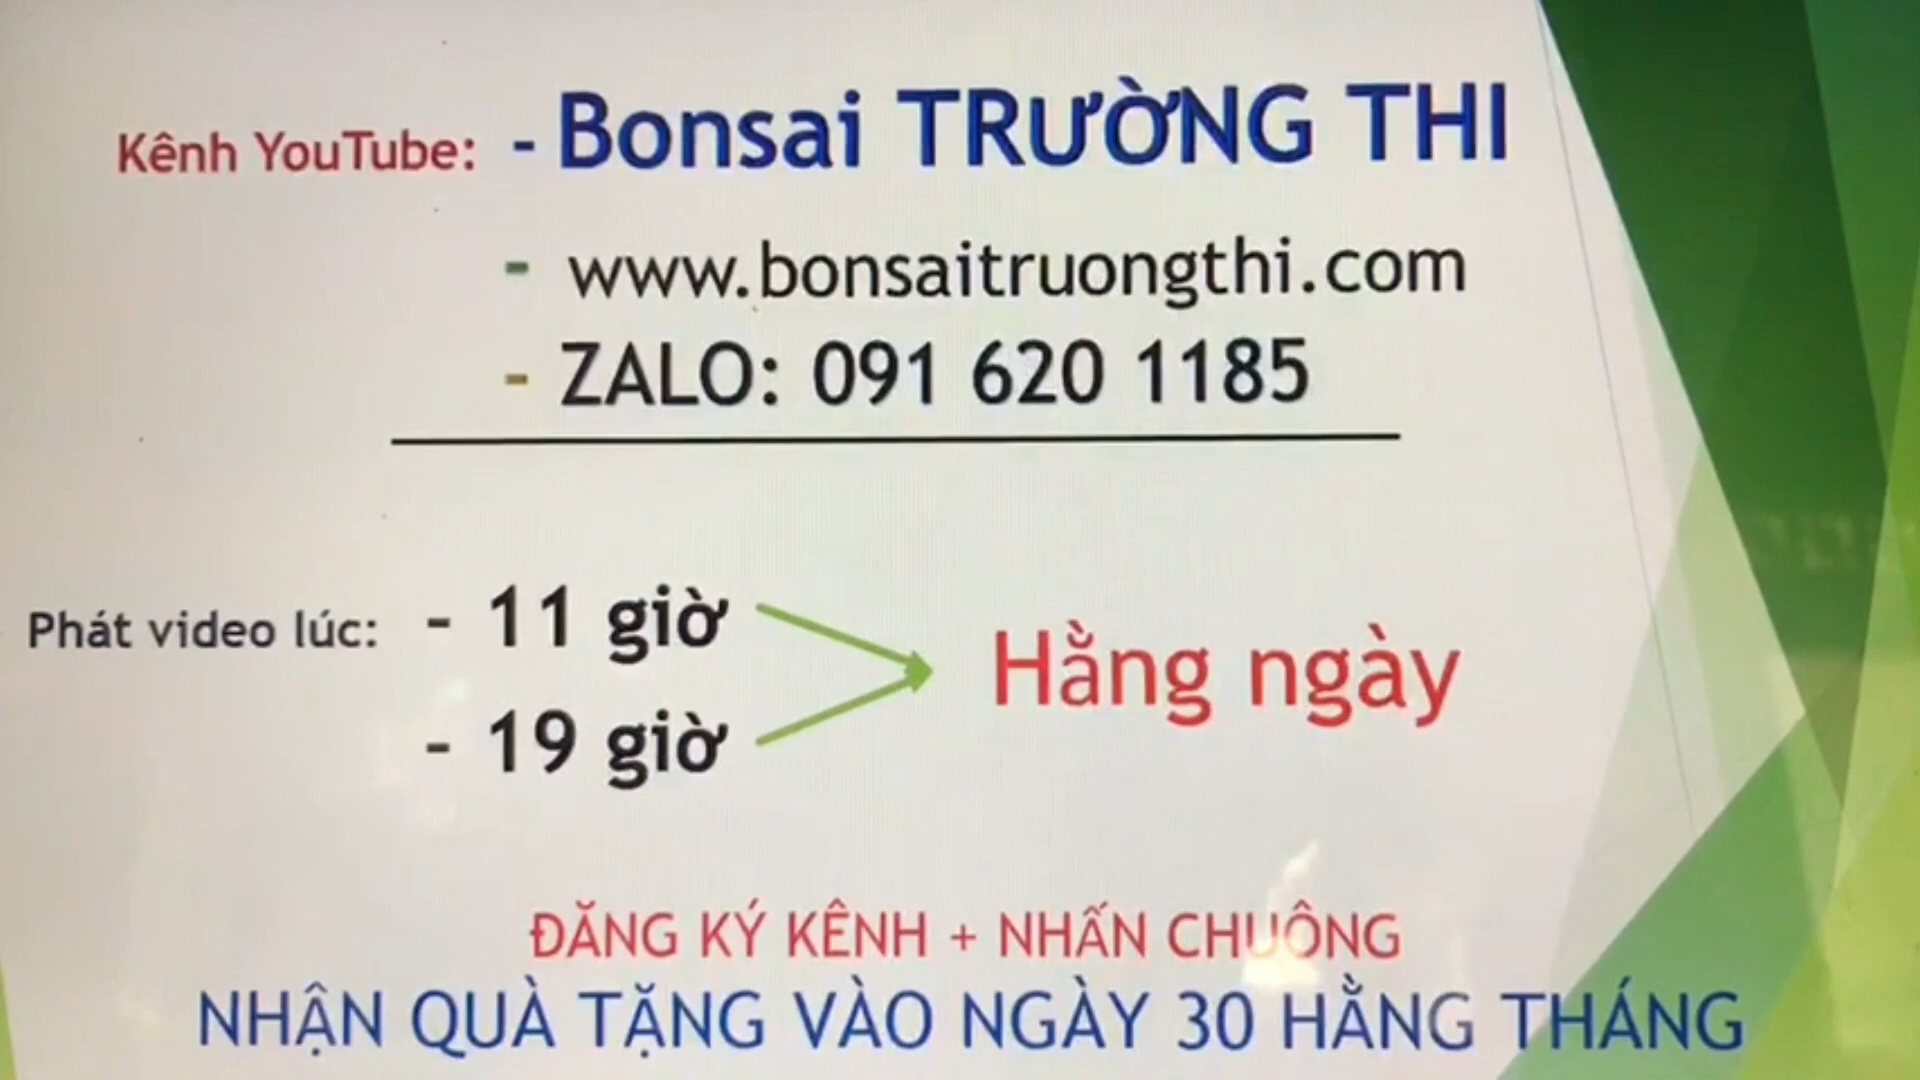 Kênh YouTube: - Bonsai TRƯỜNG THI
- www.bonsaitruongthi.com
- ZALO: 091 620 1185
Phát video lúc: - 11 giờ
- 19 giờ
Hằng ngày
ĐĂNG KÝ KÊNH + NHẤN CHUÔNG
NHẬN QUÀ TẶNG VÀO NGÀY 30 HẰNG THÁNG